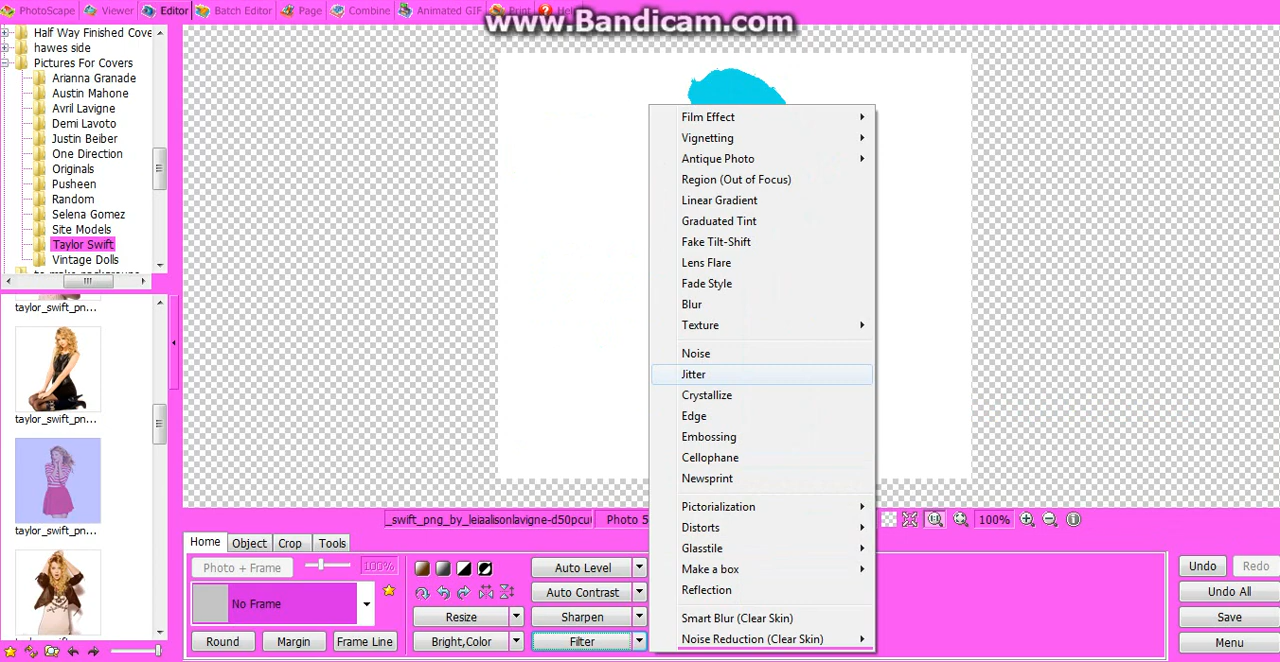 PhotoScape Viewer Editor Batch Editor Page Combine Animated GIF Print Help
www.Bandicam.com
Half Way Finished Cove
hawes side
Pictures For Covers
Arianna Granade
Austin Mahone
Avril Lavigne
Demi Lavoto
Justin Beiber
One Direction
Originals
Pusheen
Random
Selena Gomez
Site Models
Taylor Swift
Vintage Dolls
taylor_swift_pn...
taylor_swift_pn...
taylor_swift_pn...
Film Effect
Vignetting
Antique Photo
Region (Out of Focus)
Linear Gradient
Graduated Tint
Fake Tilt-Shift
Lens Flare
Fade Style
Blur
Texture
Noise
Jitter
Crystallize
Edge
Embossing
Cellophane
Newsprint
Pictorialization
Distorts
Glasstile
Make a box
Reflection
Smart Blur (Clear Skin)
Noise Reduction (Clear Skin)
_swift_png_by_leiaalisonlavigne-d50pcu
Photo 5
100%
Home Object Crop Tools
Photo + Frame
100%
No Frame
Round
Margin
Frame Line
Resize
Bright,Color
Auto Level
Auto Contrast
Sharpen
Filter
Undo
Redo
Undo All
Save
Menu